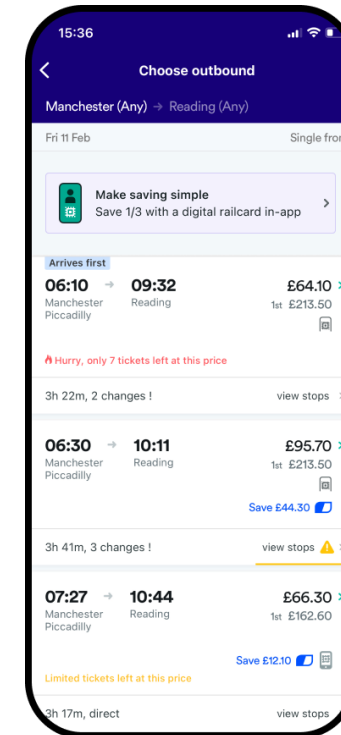 15:36
Choose outbound
Manchester (Any) → Reading (Any)
Fri 11 Feb Single from
Make saving simple
Save 1/3 with a digital railcard in-app
Arrives first
06:10 → 09:32 £64.10
Manchester Piccadilly Reading 1st £213.50
Hurry, only 7 tickets left at this price
3h 22m, 2 changes ! view stops
06:30 → 10:11 £95.70
Manchester Piccadilly Reading 1st £213.50
Save £44.30
3h 41m, 3 changes ! view stops
07:27 → 10:44 £66.30
Manchester Piccadilly Reading 1st £162.60
Save £12.10
Limited tickets left at this price
3h 17m, direct view stops